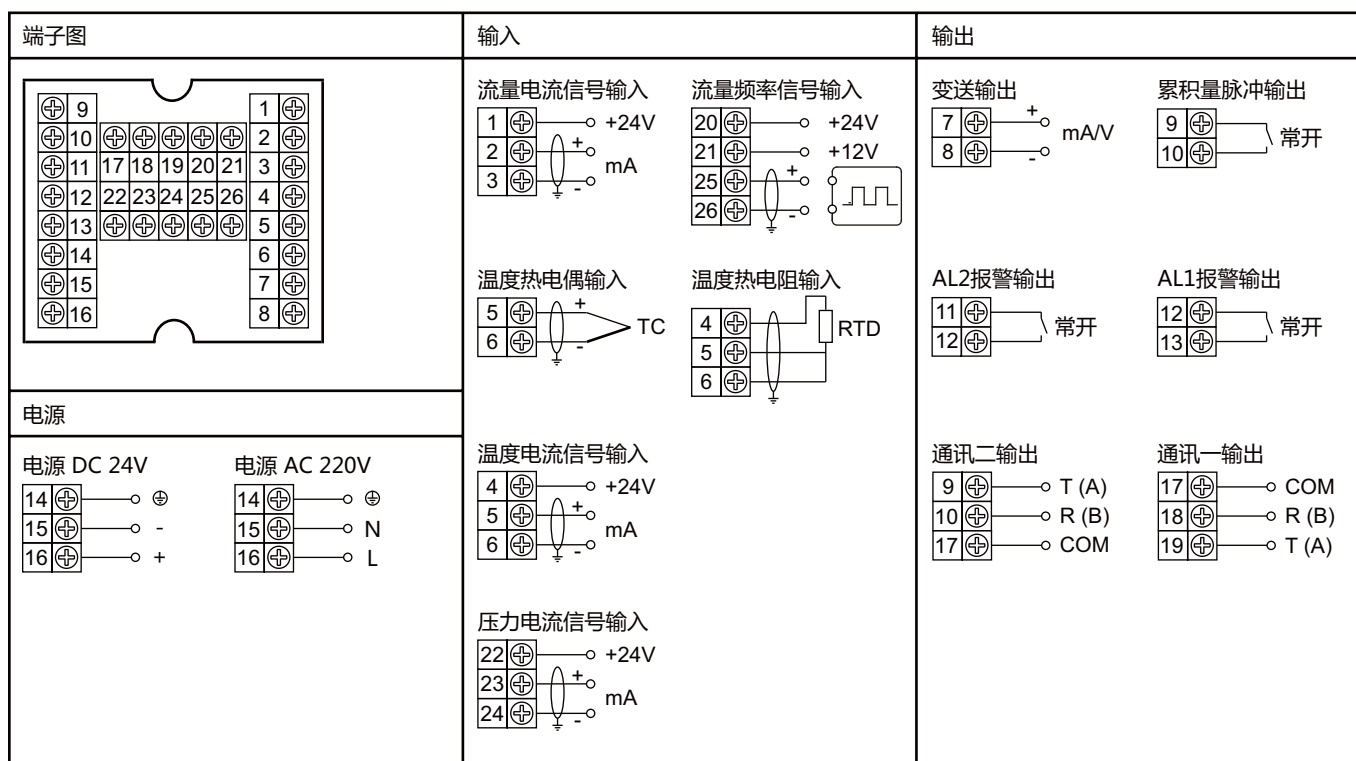 端子图
9 1
10 2
11 17 18 19 20 21 3
12 22 23 24 25 26 4
13 5
14 6
15 7
16 8
电源
电源 DC 24V
14
15 -
16 +
电源 AC 220V
14
15 N
16 L
输入
流量电流信号输入
1 +24V
2 +
mA
3 -
流量频率信号输入
20 +24V
21 +12V
25 +
26 -
温度热电偶输入
5 +
TC
6 -
温度热电阻输入
4 RTD
5
6
温度电流信号输入
4 +24V
5 +
mA
6 -
压力电流信号输入
22 +24V
23 +
mA
24 -
输出
变送输出
7 +
mA/V
8 -
累积量脉冲输出
9
常开
10
AL2报警输出
11
常开
12
AL1报警输出
12
常开
13
通讯二输出
9 T (A)
10 R (B)
17 COM
通讯一输出
17 COM
18 R (B)
19 T (A)